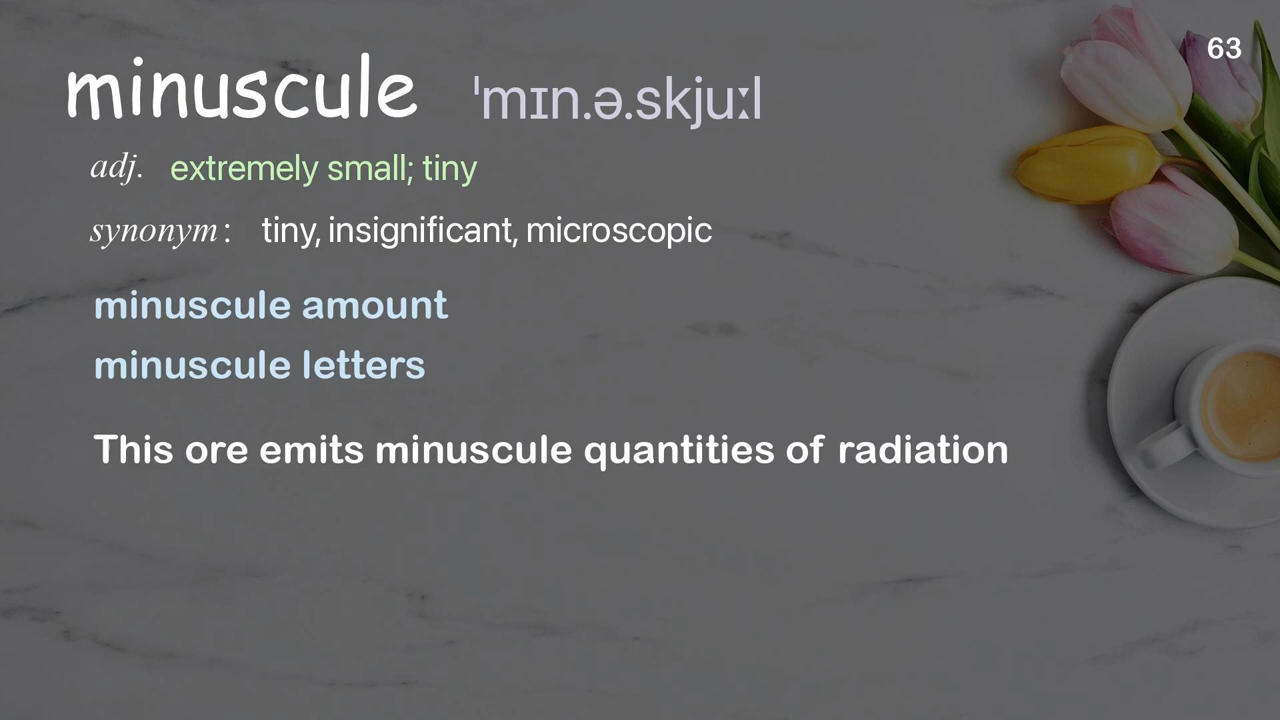 63
minuscule ˈmɪn.ə.skjuːl
adj. extremely small; tiny
synonym : tiny, insignificant, microscopic
minuscule amount
minuscule letters
This ore emits minuscule quantities of radiation